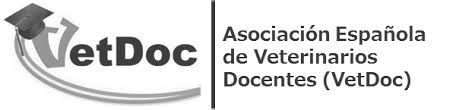 VetDoc
Asociación Española
de Veterinarios
Docentes (VetDoc)